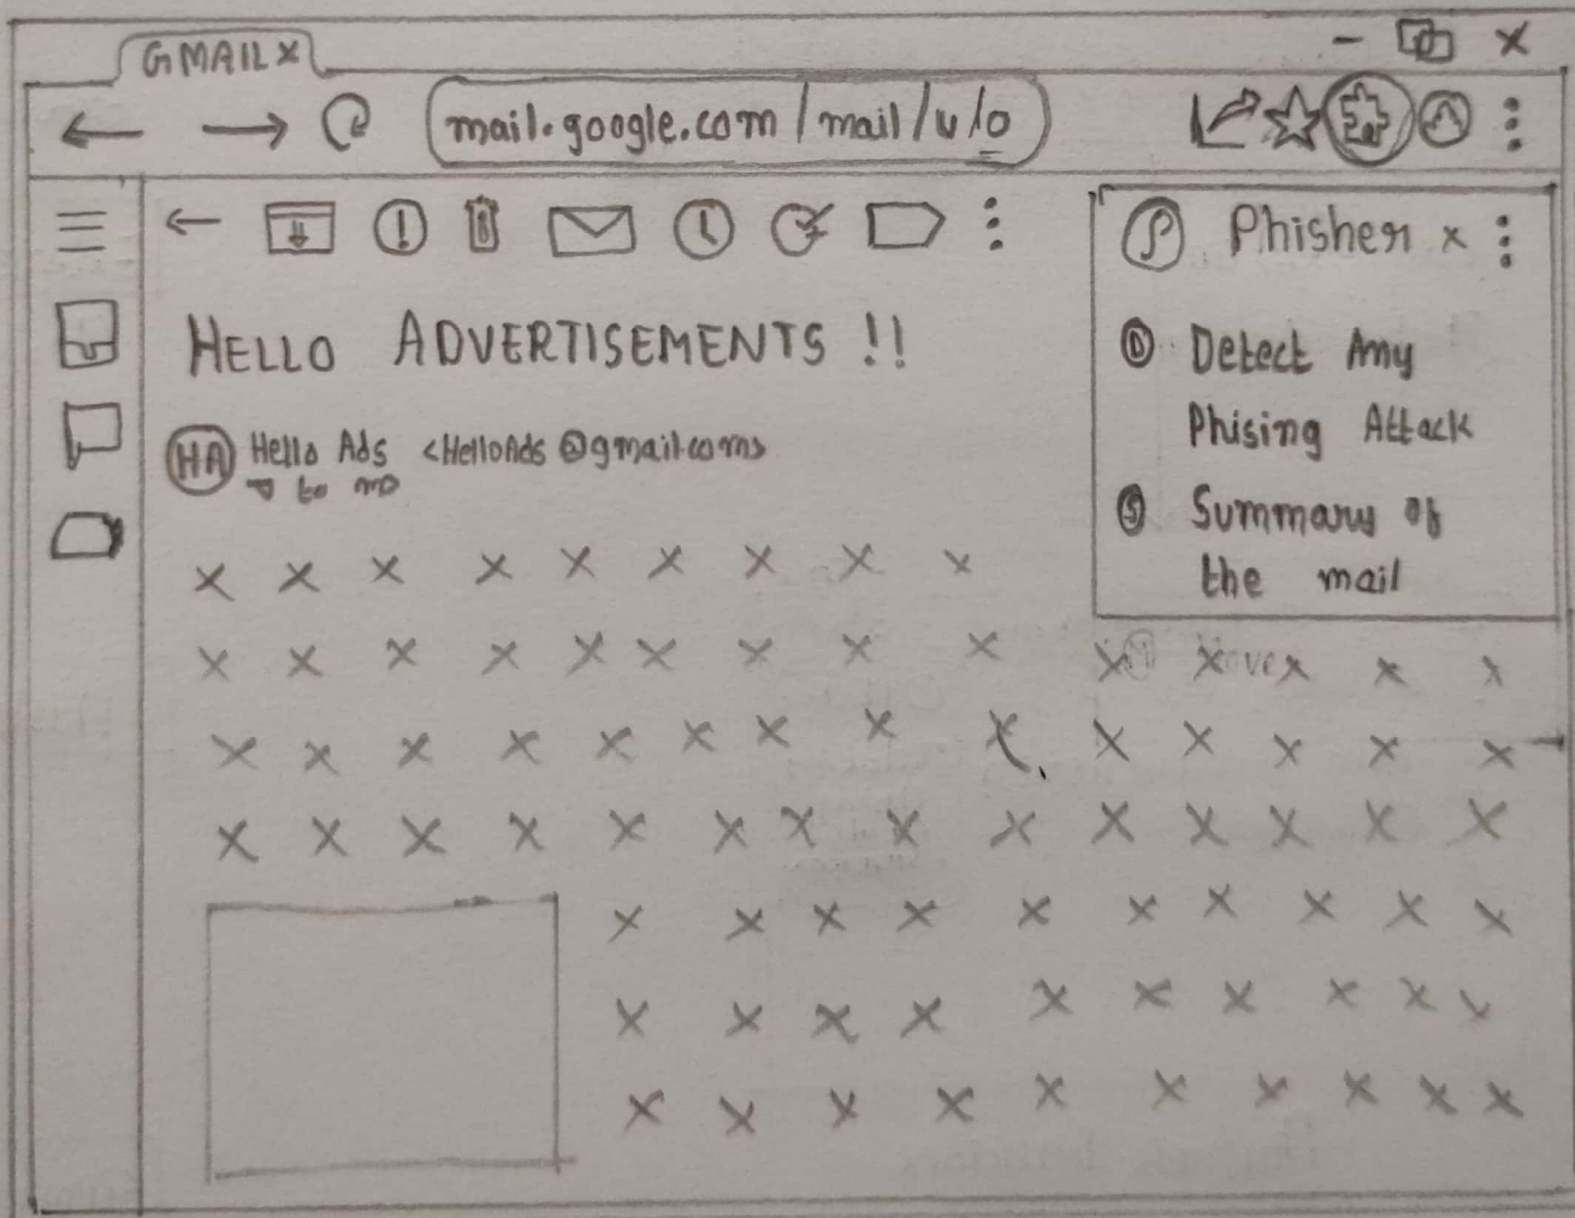 GMAIL X
mail.google.com/mail/u/0
Phisher x
HELLO ADVERTISEMENTS !!
D Detect Any
Phising Attack
HA Hello Ads <HelloAds@gmail.com>
to me
S Summary of
the mail